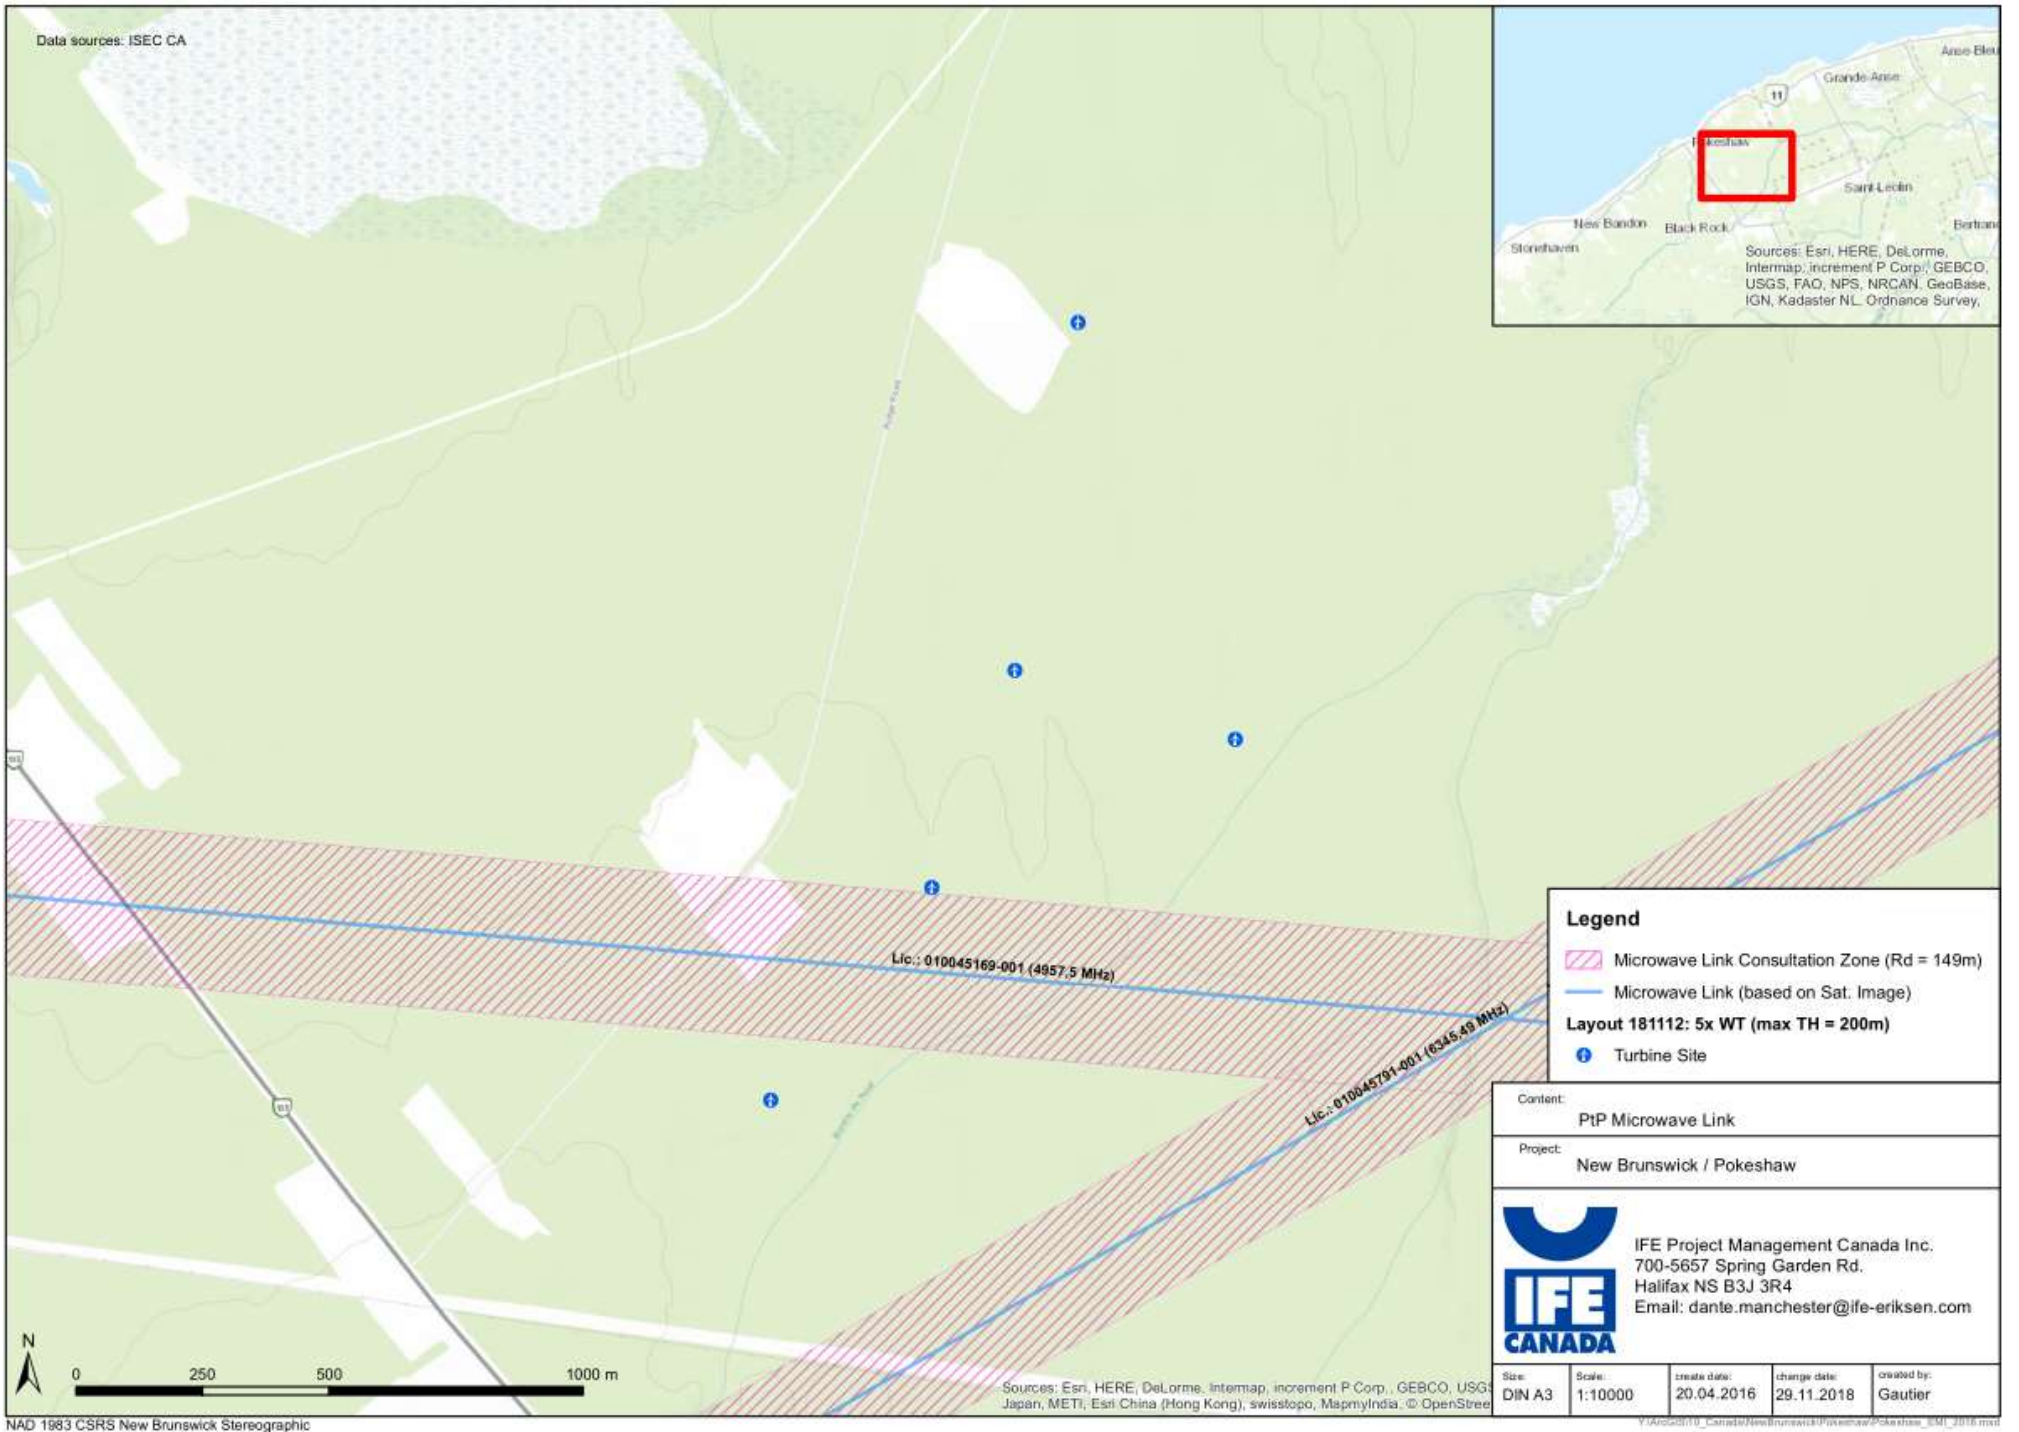 Data sources: ISEC CA
Anse-Bleu
Grande-Anse
11
Pokeshaw
Saint-Leolin
New Bandon
Black Rock
Bertrand
Stonehaven
Sources: Esri, HERE, DeLorme,
Intermap, increment P Corp., GEBCO,
USGS, FAO, NPS, NRCAN, GeoBase,
IGN, Kadaster NL, Ordnance Survey,
Lic.: 010045169-001 (4957,5 MHz)
Lic.: 010045791-001 (6345,49 MHz)
Legend
Microwave Link Consultation Zone (Rd = 149m)
Microwave Link (based on Sat. Image)
Layout 181112: 5x WT (max TH = 200m)
Turbine Site
Content:
PtP Microwave Link
Project:
New Brunswick / Pokeshaw
IFE
CANADA
IFE Project Management Canada Inc.
700-5657 Spring Garden Rd.
Halifax NS B3J 3R4
Email: dante.manchester@ife-eriksen.com
N
0 250 500 1000 m
Sources: Esri, HERE, DeLorme, Intermap, increment P Corp., GEBCO, USGS
Japan, METI, Esri China (Hong Kong), swisstopo, MapmyIndia, © OpenStree
Size: DIN A3
Scale: 1:10000
create date: 20.04.2016
change date: 29.11.2018
created by: Gautier
NAD 1983 CSRS New Brunswick Stereographic